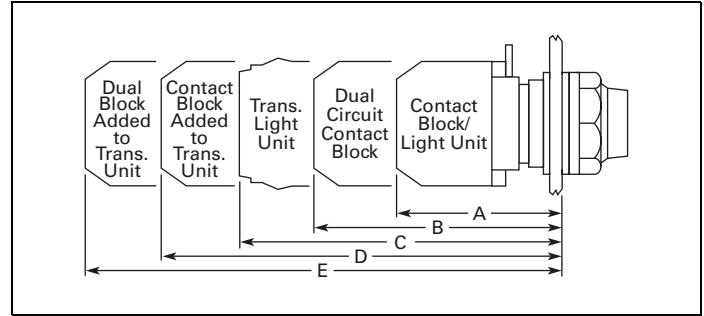 Dual
Block
Added
to
Trans.
Unit
Contact
Block
Added
to
Trans.
Unit
Trans.
Light
Unit
Dual
Circuit
Contact
Block
Contact
Block/
Light Unit
A
B
C
D
E